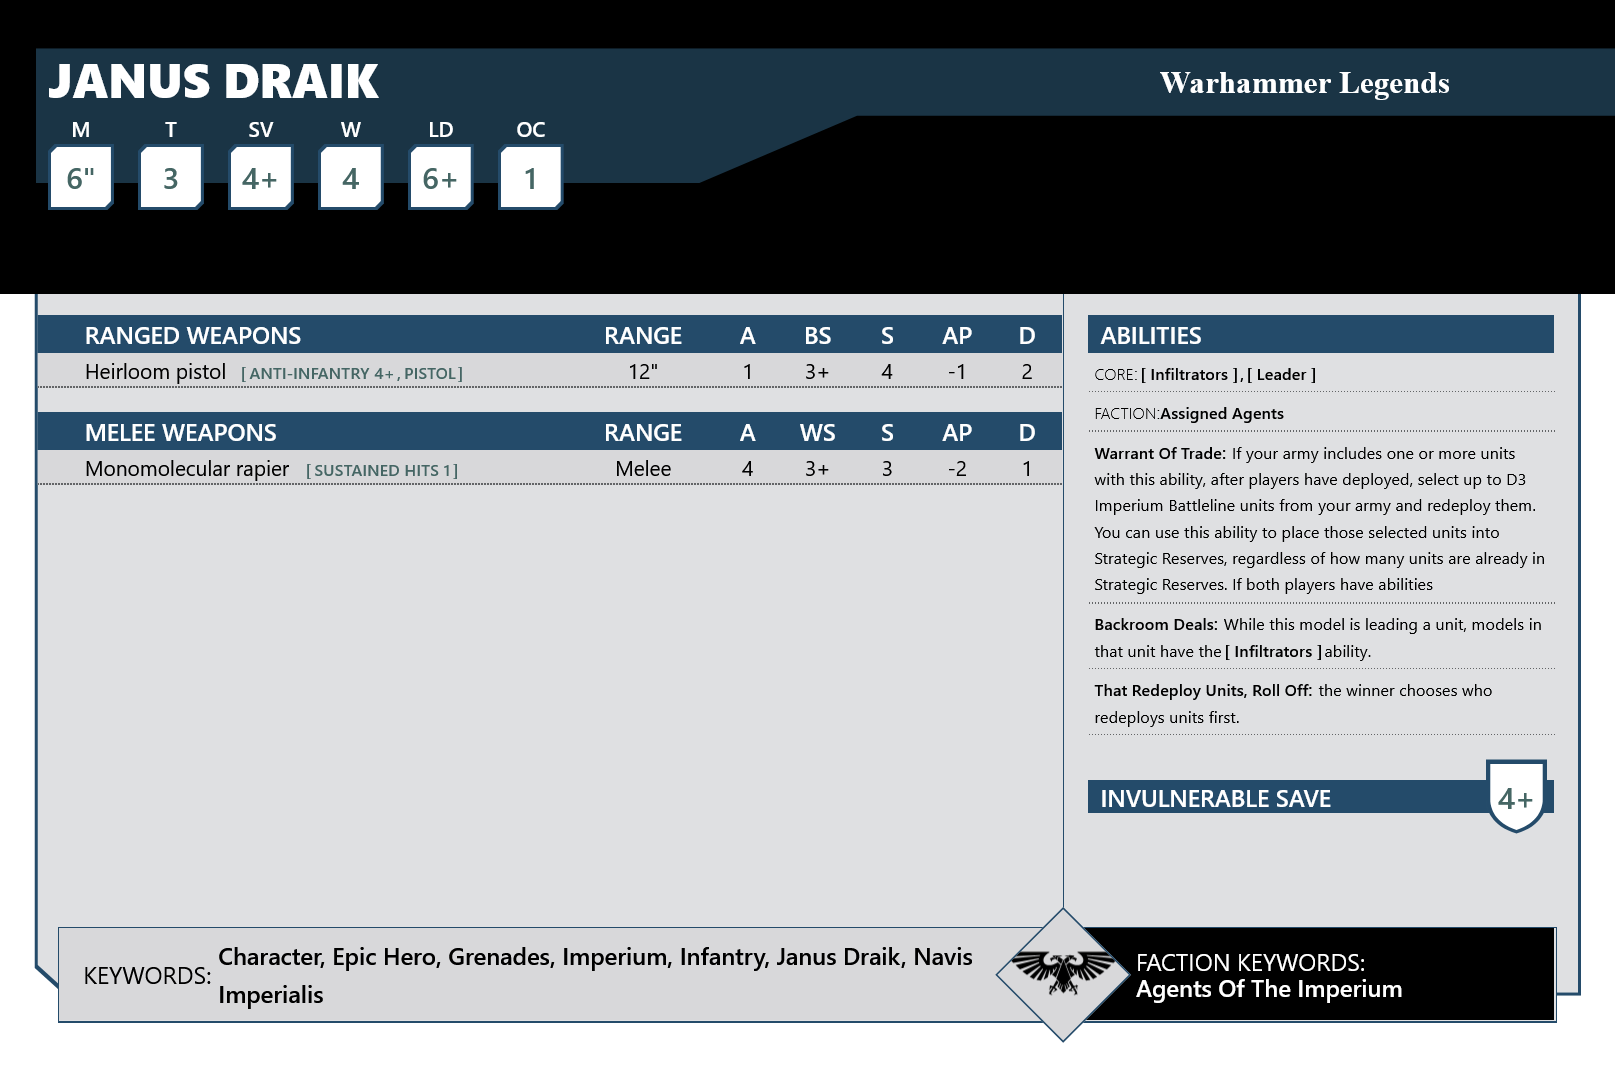 JANUS DRAIK
Warhammer Legends
M T SV W LD OC
6" 3 4+ 4 6+ 1
RANGED WEAPONS RANGE A BS S AP D
Heirloom pistol [ ANTI-INFANTRY 4+ , PISTOL ] 12" 1 3+ 4 -1 2
MELEE WEAPONS RANGE A WS S AP D
Monomolecular rapier [ SUSTAINED HITS 1 ] Melee 4 3+ 3 -2 1
ABILITIES
CORE: [ Infiltrators ] , [ Leader ]
FACTION:Assigned Agents
Warrant Of Trade: If your army includes one or more units
with this ability, after players have deployed, select up to D3
Imperium Battleline units from your army and redeploy them.
You can use this ability to place those selected units into
Strategic Reserves, regardless of how many units are already in
Strategic Reserves. If both players have abilities
Backroom Deals: While this model is leading a unit, models in
that unit have the [ Infiltrators ] ability.
That Redeploy Units, Roll Off: the winner chooses who
redeploys units first.
INVULNERABLE SAVE 4+
KEYWORDS: Character, Epic Hero, Grenades, Imperium, Infantry, Janus Draik, Navis
Imperialis
FACTION KEYWORDS:
Agents Of The Imperium